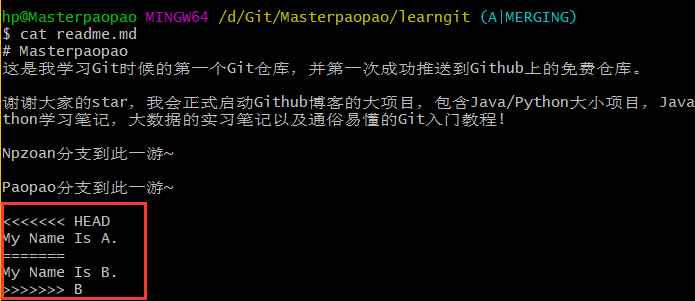 hp@Masterpaopao MINGW64 /d/Git/Masterpaopao/learngit (A|MERGING)
$ cat readme.md
# Masterpaopao
这是我学习Git时候的第一个Git仓库，并第一次成功推送到Github上的免费仓库。
谢谢大家的star，我会正式启动Github博客的大项目，包含Java/Python大小项目，Java
thon学习笔记，大数据的实习笔记以及通俗易懂的Git入门教程！
Npzoan分支到此一游~
Paopao分支到此一游~
<<<<<<< HEAD
My Name Is A.
=======
My Name Is B.
>>>>>>> B